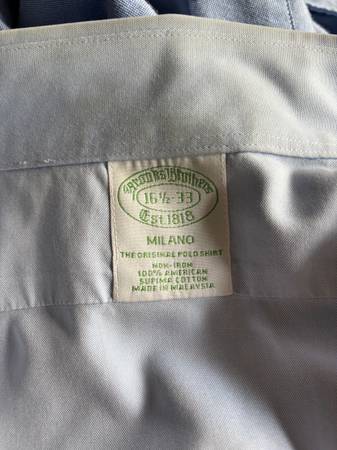 Brooks Brothers
16½-33
Est. 1818
MILANO
THE ORIGINAL POLO SHIRT
NON-IRON
100% AMERICAN
SUPIMA COTTON
MADE IN MALAYSIA